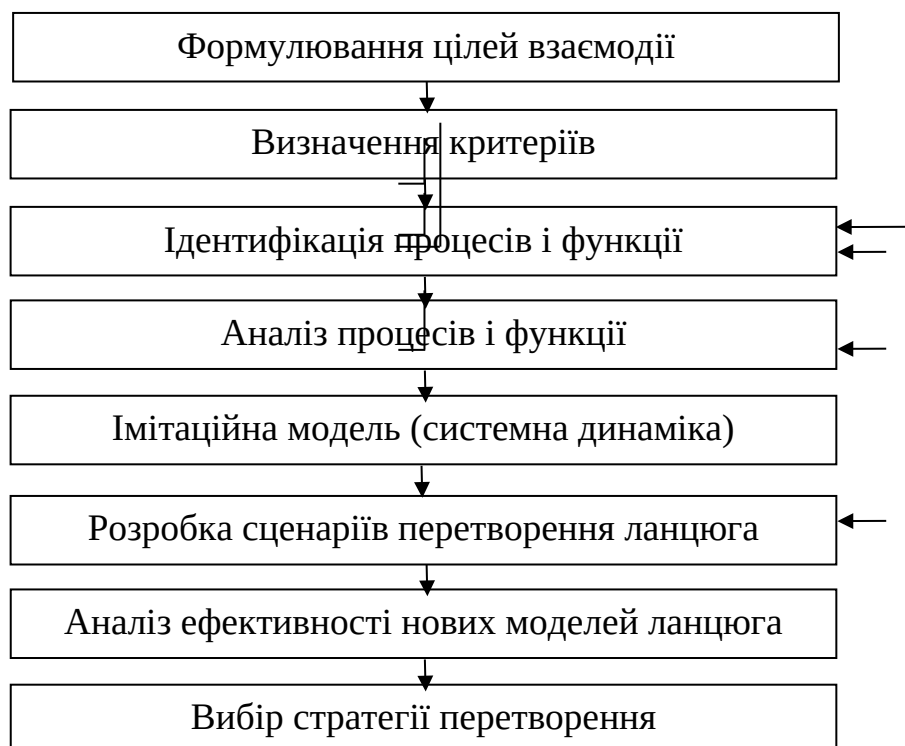 Формулювання цілей взаємодії
Визначення критеріїв
Ідентифікація процесів і функції
Аналіз процесів і функції
Імітаційна модель (системна динаміка)
Розробка сценаріїв перетворення ланцюга
Аналіз ефективності нових моделей ланцюга
Вибір стратегії перетворення